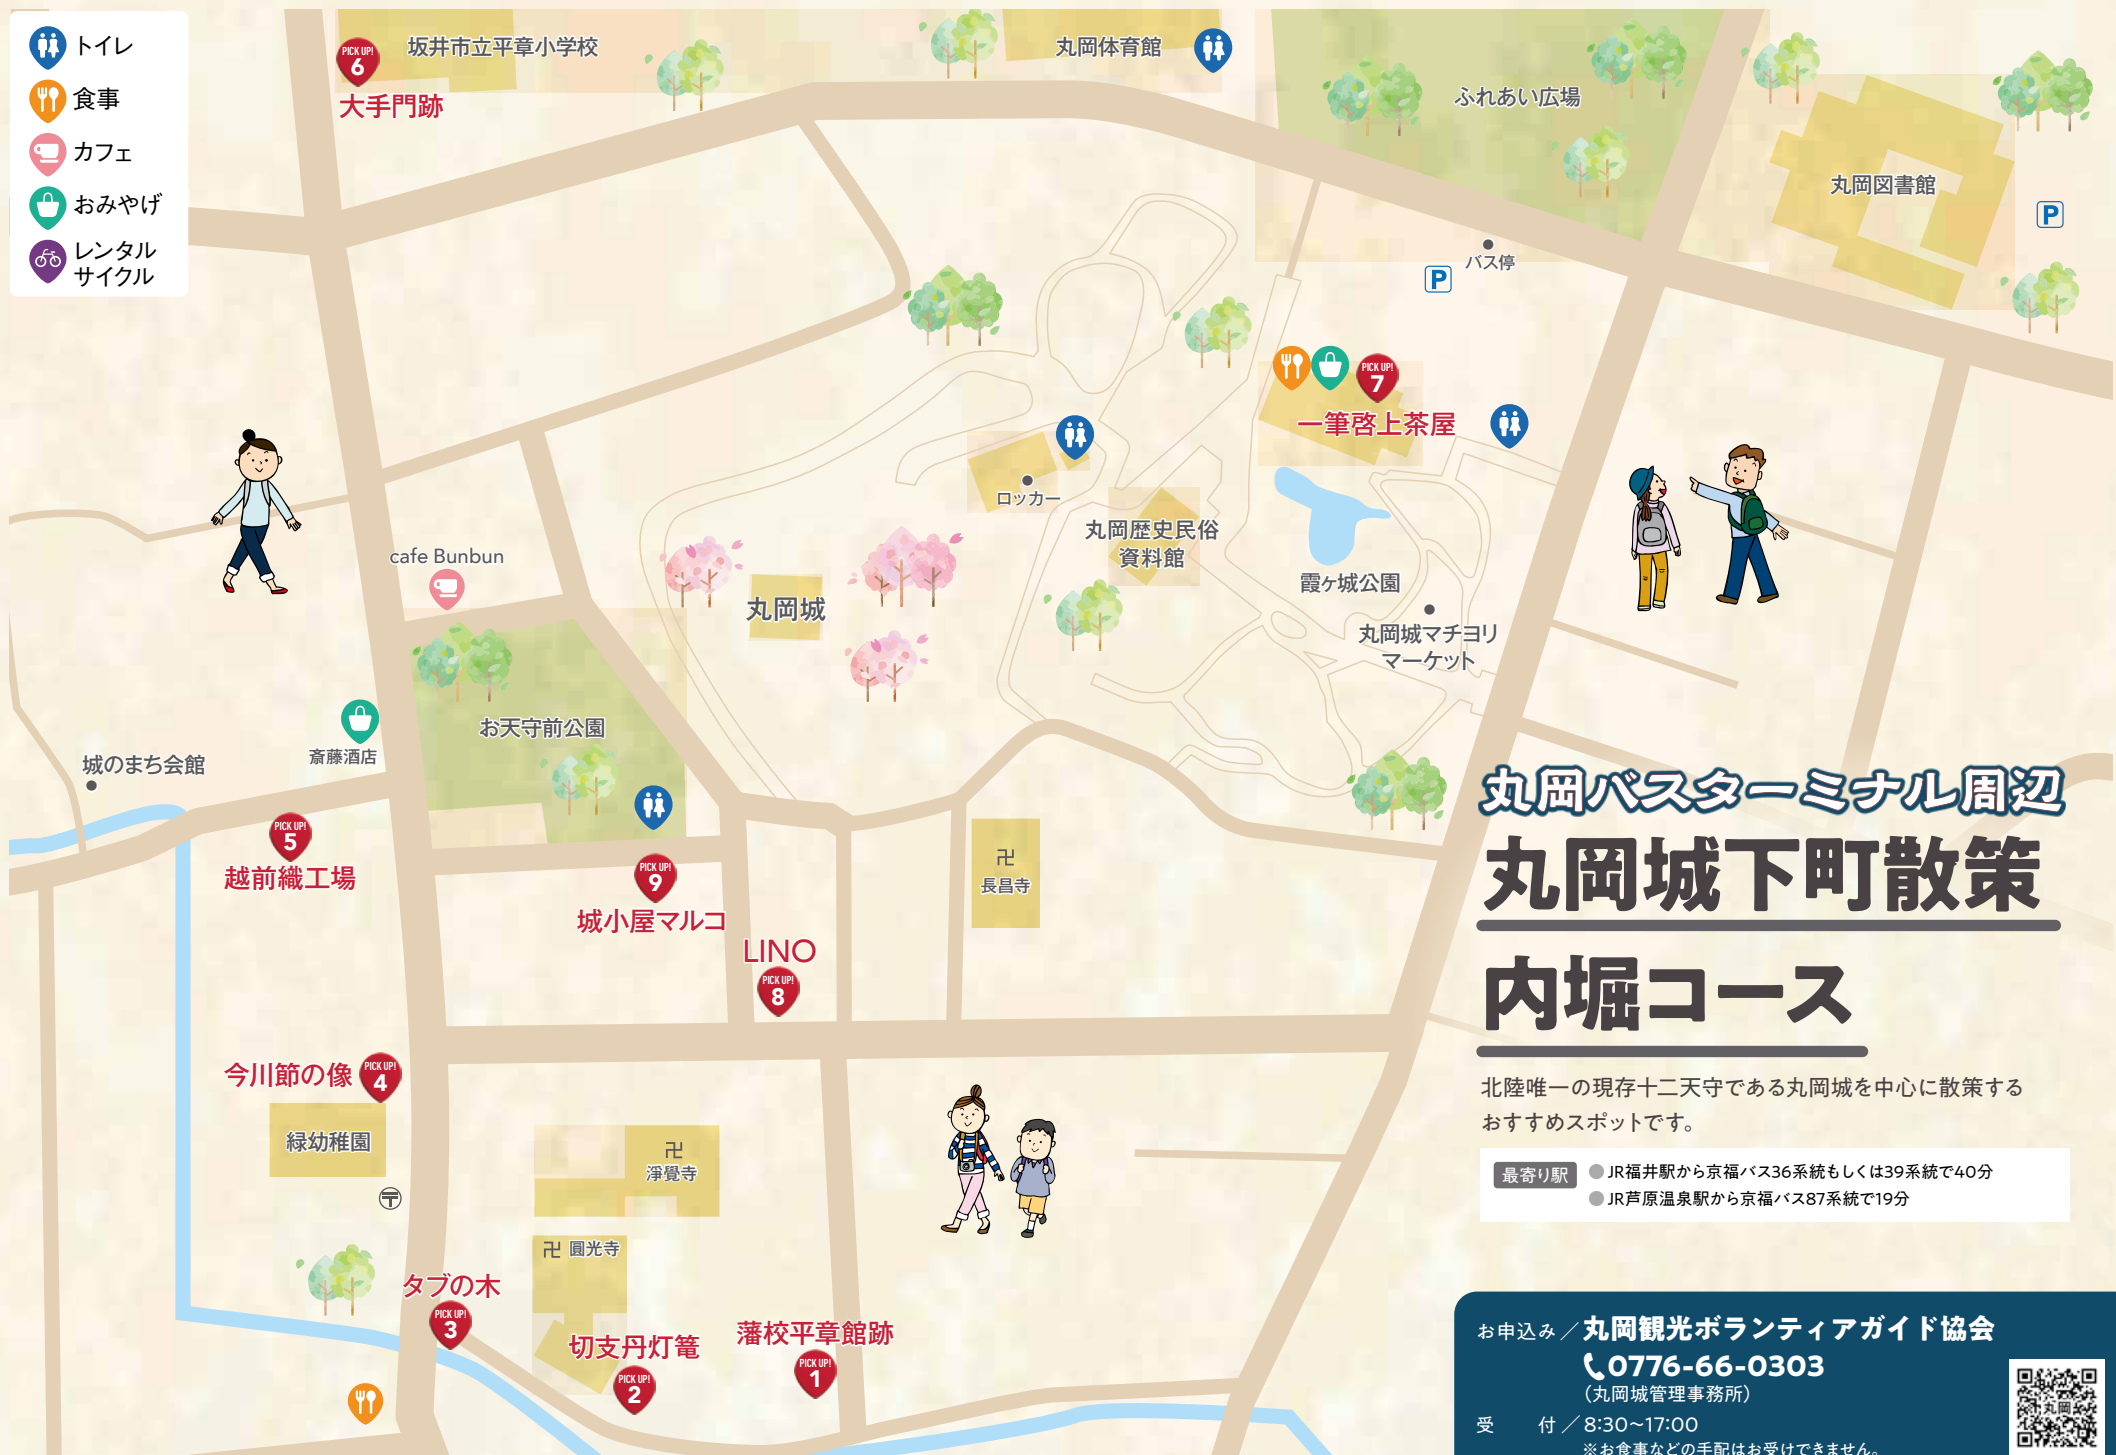 トイレ
食事
カフェ
おみやげ
レンタル
サイクル
PICK UP!
6
大手門跡
坂井市立平章小学校
丸岡体育館
ふれあい広場
丸岡図書館
P
バス停
P
PICK UP!
7
一筆啓上茶屋
ロッカー
丸岡歴史民俗
資料館
霞ヶ城公園
丸岡城マチヨリ
マーケット
cafe Bunbun
丸岡城
お天守前公園
斎藤酒店
城のまち会館
PICK UP!
5
越前織工場
PICK UP!
9
城小屋マルコ
LINO
PICK UP!
8
卍
長昌寺
今川節の像
PICK UP!
4
緑幼稚園
卍
淨覺寺
卍 圓光寺
タブの木
PICK UP!
3
切支丹灯篭
PICK UP!
2
藩校平章館跡
PICK UP!
1
丸岡バスターミナル周辺
丸岡城下町散策
内堀コース
北陸唯一の現存十二天守である丸岡城を中心に散策する
おすすめスポットです。
最寄り駅 ●JR福井駅から京福バス36系統もしくは39系統で40分
●JR芦原温泉駅から京福バス87系統で19分
お申込み／丸岡観光ボランティアガイド協会
0776-66-0303
（丸岡城管理事務所）
受　付／8:30～17:00
※お食事などの手配はお受けできません。
丸岡